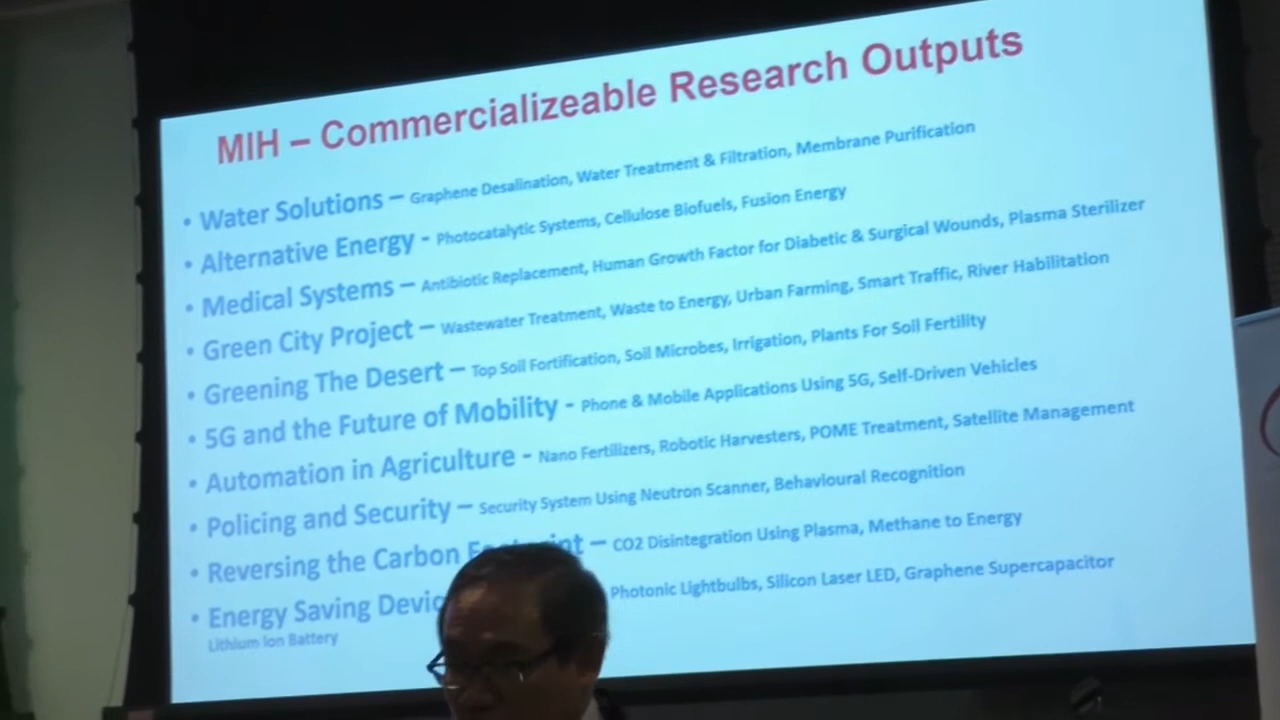 MIH – Commercializeable Research Outputs
• Water Solutions – Graphene Desalination, Water Treatment & Filtration, Membrane Purification
• Alternative Energy - Photocatalytic Systems, Cellulose Biofuels, Fusion Energy
• Medical Systems – Antibiotic Replacement, Human Growth Factor for Diabetic & Surgical Wounds, Plasma Sterilizer
• Green City Project – Wastewater Treatment, Waste to Energy, Urban Farming, Smart Traffic, River Habilitation
• Greening The Desert – Top Soil Fortification, Soil Microbes, Irrigation, Plants For Soil Fertility
• 5G and the Future of Mobility - Phone & Mobile Applications Using 5G, Self-Driven Vehicles
• Automation in Agriculture - Nano Fertilizers, Robotic Harvesters, POME Treatment, Satellite Management
• Policing and Security – Security System Using Neutron Scanner, Behavioural Recognition
• Reversing the Carbon – CO2 Disintegration Using Plasma, Methane to Energy
• Energy Saving Photonic Lightbulbs, Silicon Laser LED, Graphene Supercapacitor
Lithium Ion Battery